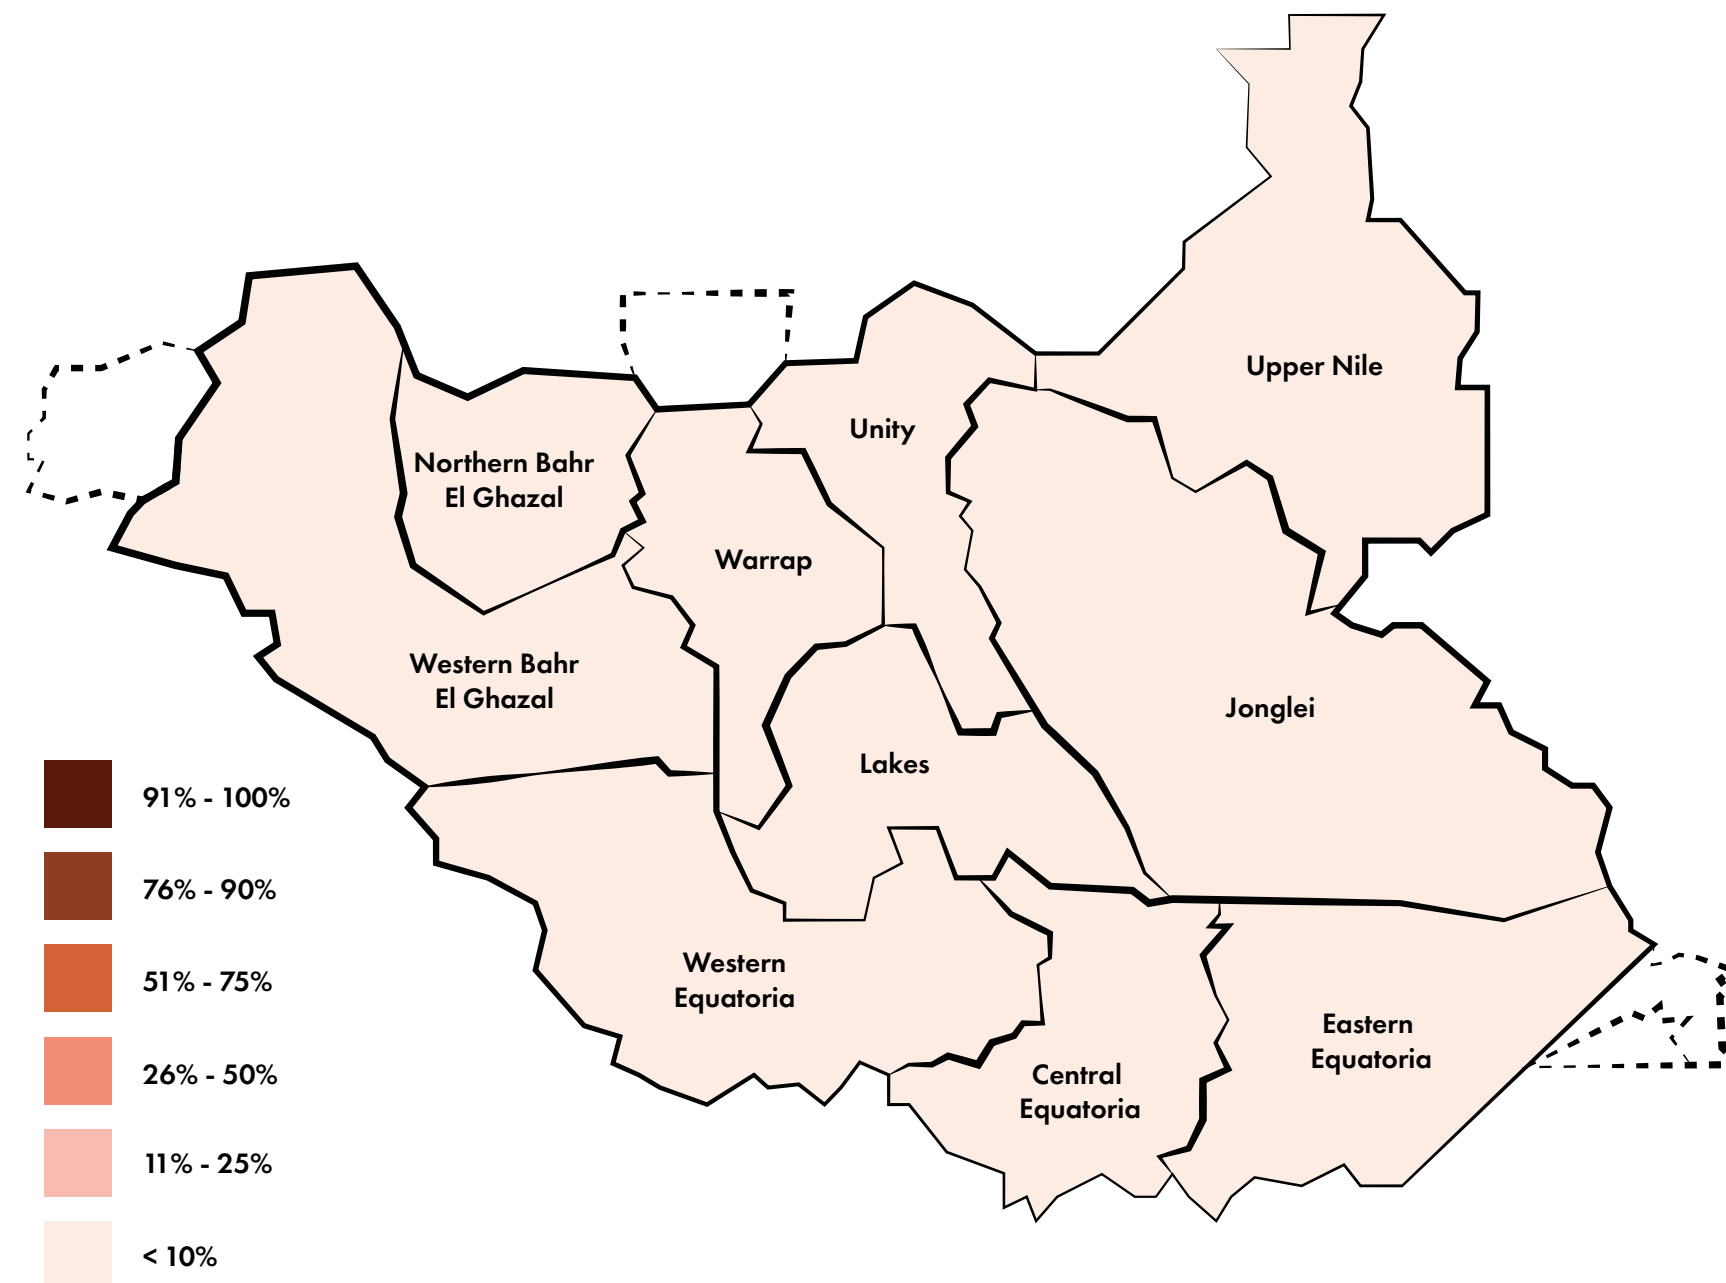 Upper Nile
Unity
Northern Bahr
El Ghazal
Warrap
Western Bahr
El Ghazal
Jonglei
Lakes
Western
Equatoria
Eastern
Equatoria
Central
Equatoria
91% - 100%
76% - 90%
51% - 75%
26% - 50%
11% - 25%
< 10%